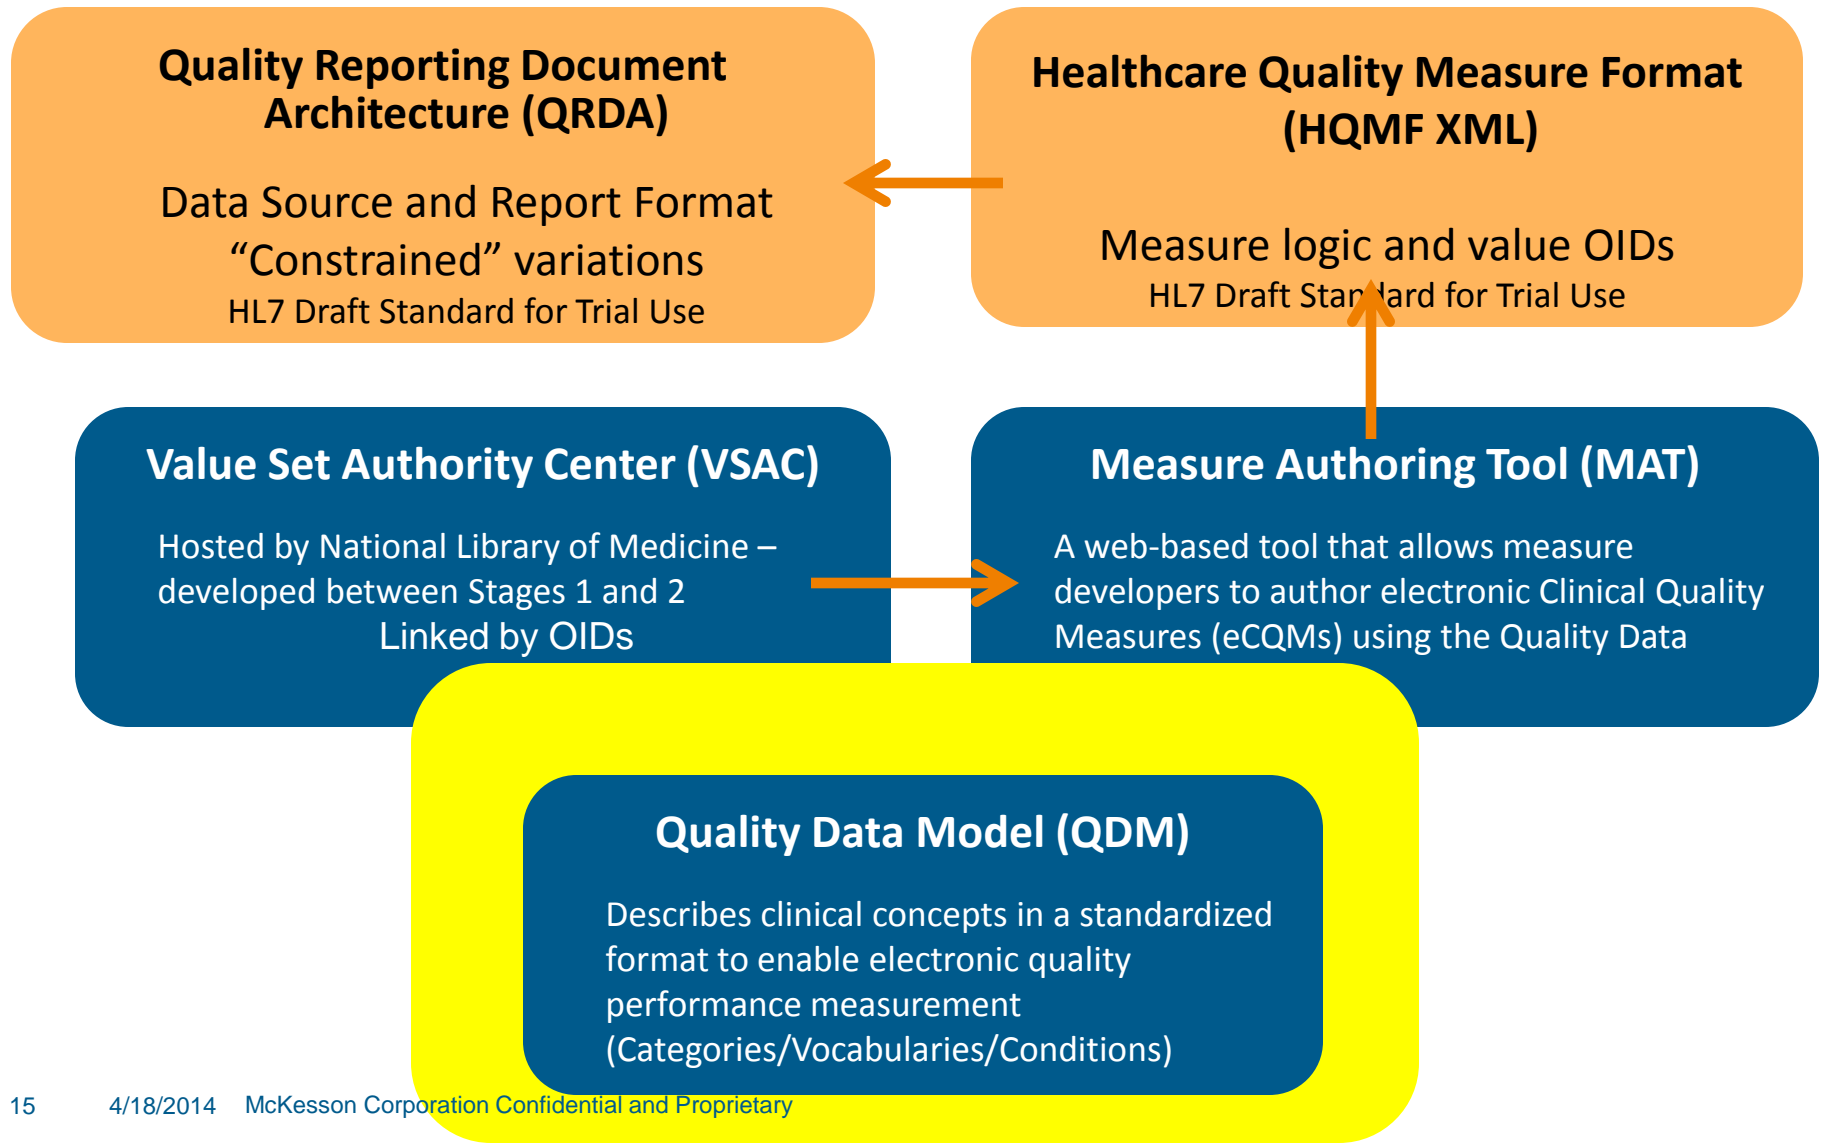 Quality Reporting Document
Architecture (QRDA)
Data Source and Report Format
“Constrained” variations
HL7 Draft Standard for Trial Use
Healthcare Quality Measure Format
(HQMF XML)
Measure logic and value OIDs
HL7 Draft Standard for Trial Use
Value Set Authority Center (VSAC)
Hosted by National Library of Medicine –
developed between Stages 1 and 2
Linked by OIDs
Measure Authoring Tool (MAT)
A web-based tool that allows measure
developers to author electronic Clinical Quality
Measures (eCQMs) using the Quality Data
Quality Data Model (QDM)
Describes clinical concepts in a standardized
format to enable electronic quality
performance measurement
(Categories/Vocabularies/Conditions)
15 4/18/2014 McKesson Corporation Confidential and Proprietary